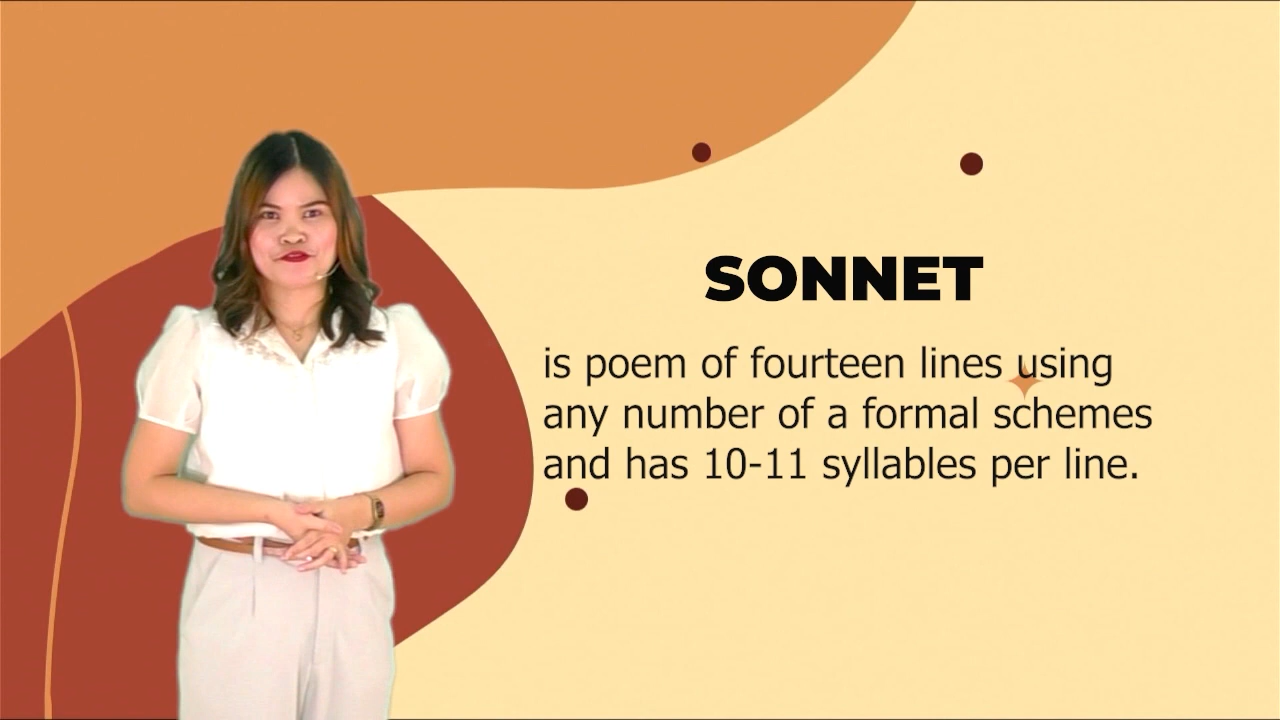 SONNET
is poem of fourteen lines using
any number of a formal schemes
and has 10-11 syllables per line.